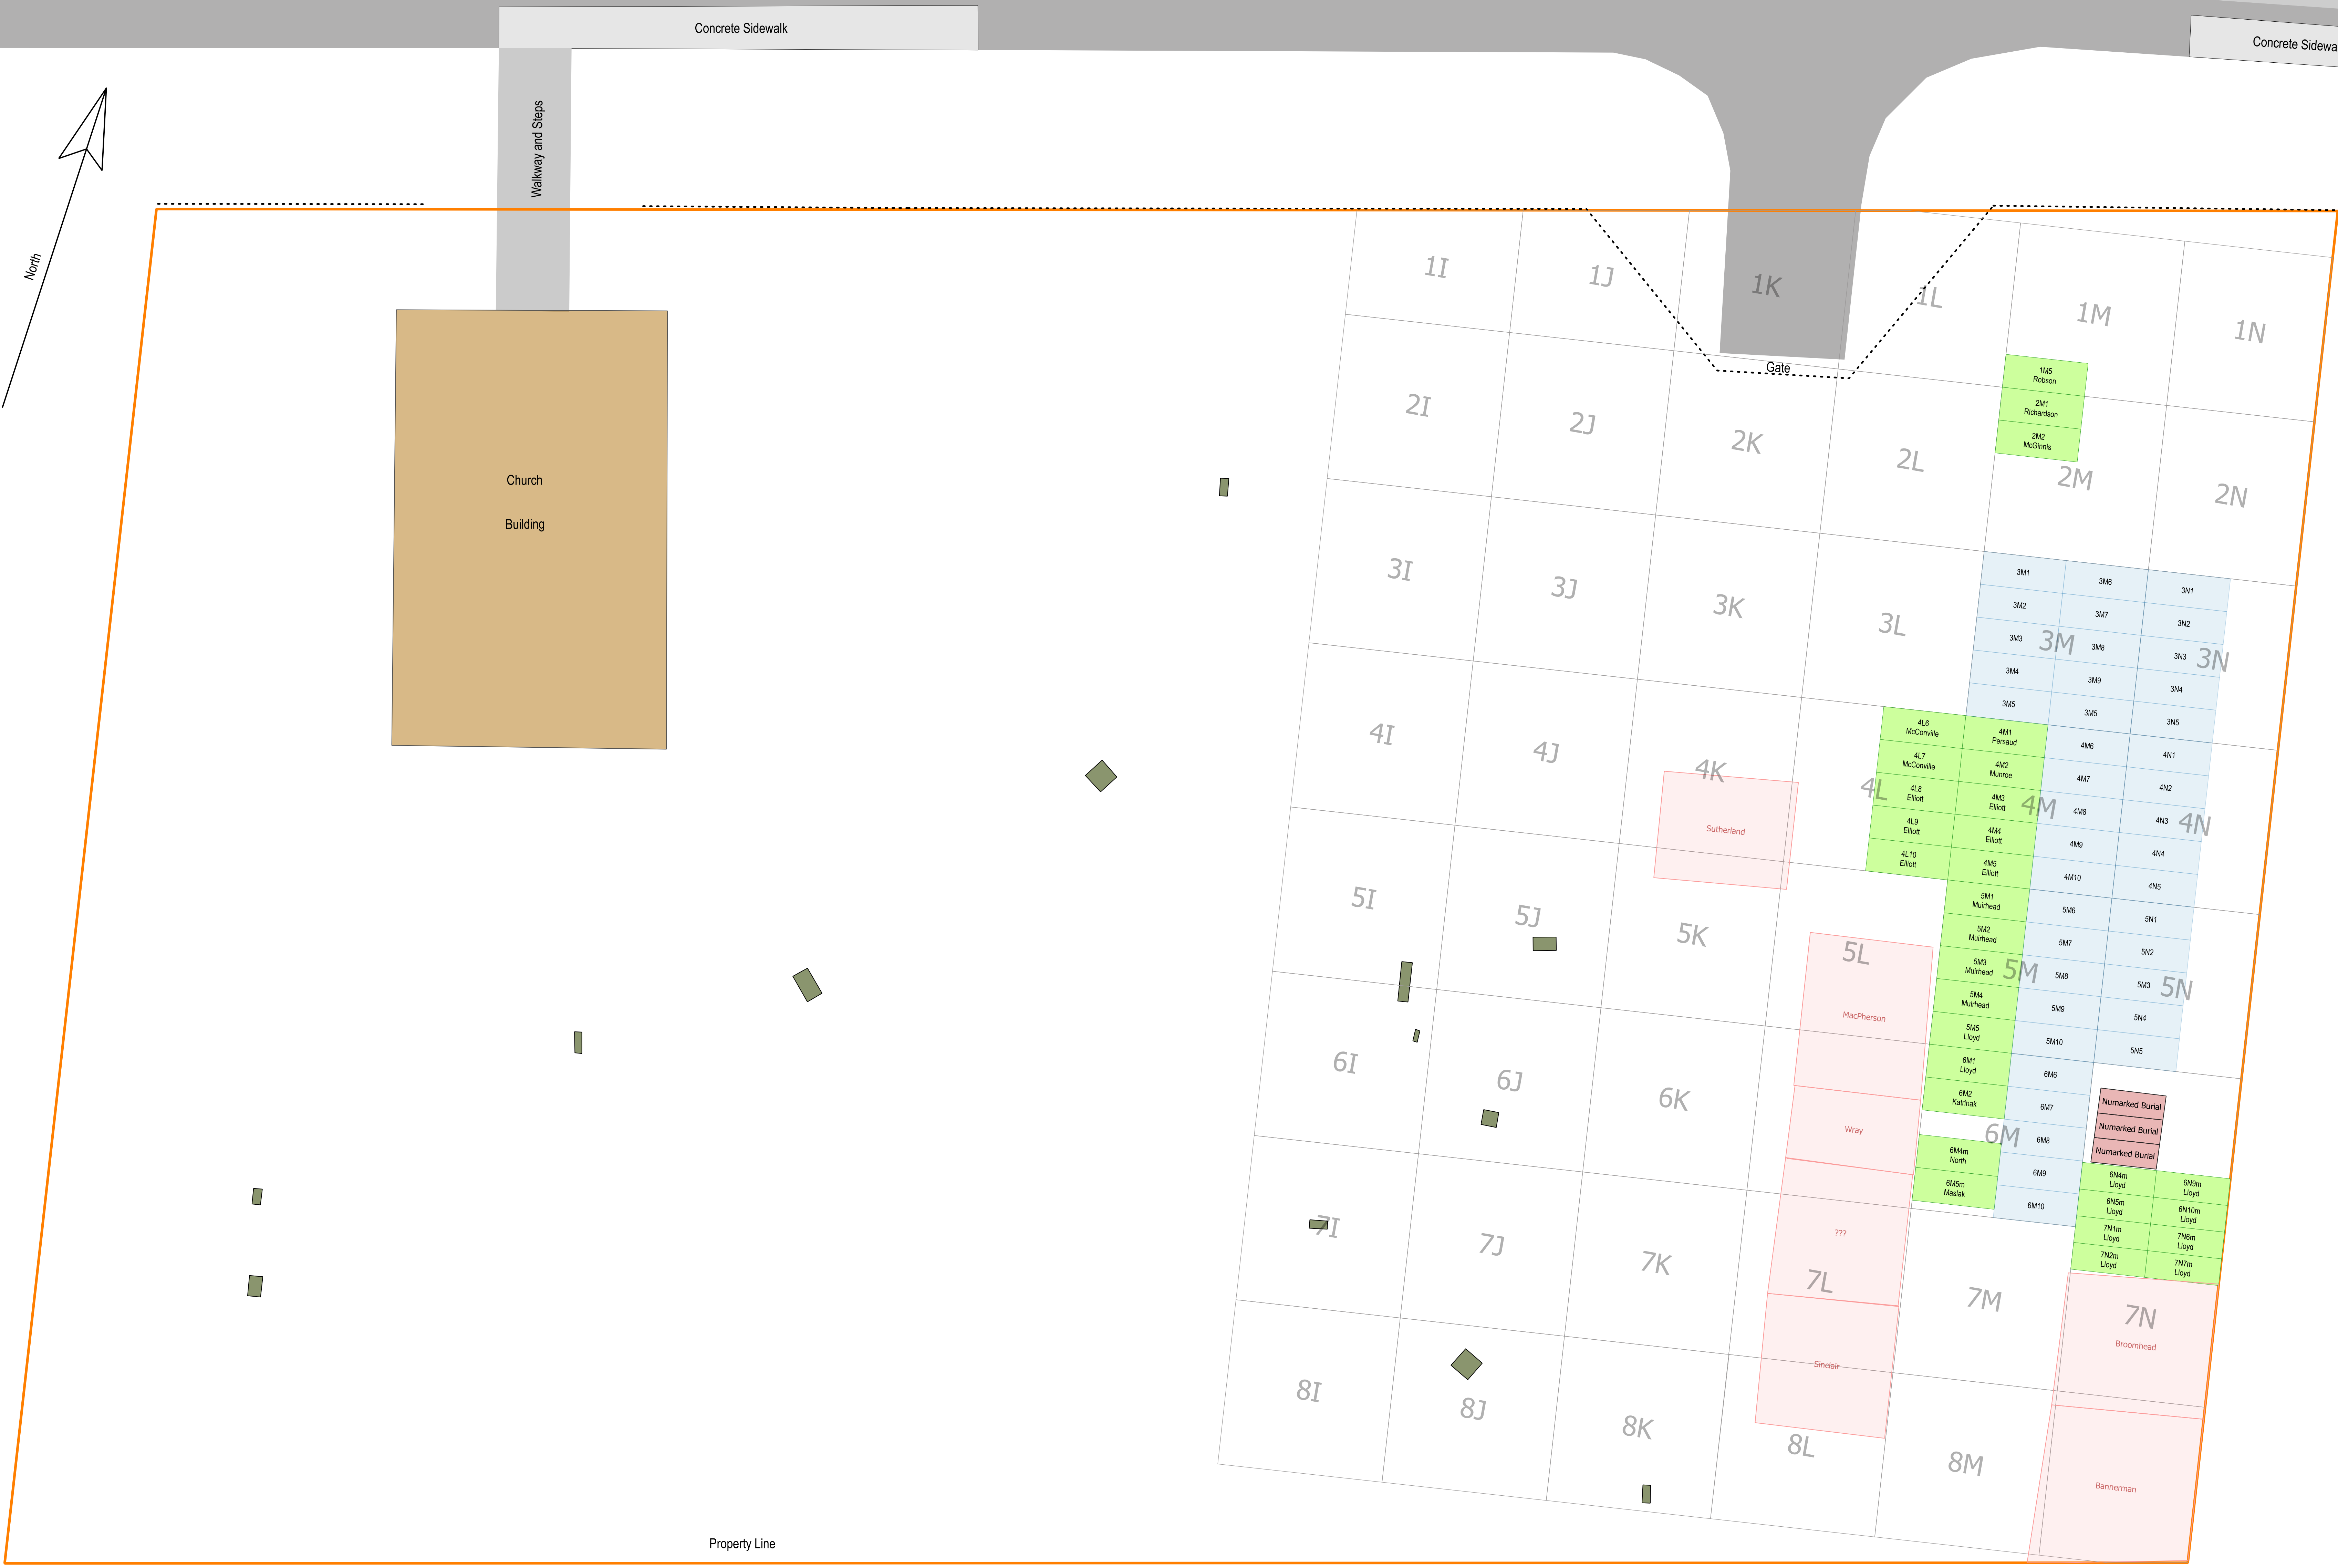 Concrete Sidewalk
Concrete Sidewa
Walkway and Steps
North
Church
Building
Gate
1I
1J
1K
1L
1M
1N
1M5
Robson
2M1
Richardson
2M2
McGinnis
2I
2J
2K
2L
2M
2N
3I
3J
3K
3L
3M
3N
3M1
3M6
3N1
3M2
3M7
3N2
3M3
3M8
3N3
3M4
3M9
3N4
3M5
3M5
3N5
4I
4J
4K
4L
4M
4N
Sutherland
4L6
McConville
4M1
Persaud
4M6
4N1
4L7
McConville
4M2
Munroe
4M7
4N2
4L8
Elliott
4M3
Elliott
4M8
4N3
4L9
Elliott
4M4
Elliott
4M9
4N4
4L10
Elliott
4M5
Elliott
4M10
4N5
5I
5J
5K
5L
5M
5N
MacPherson
5M1
Muirhead
5M6
5N1
5M2
Muirhead
5M7
5N2
5M3
Muirhead
5M8
5M3
5M4
Muirhead
5M9
5N4
5M5
Lloyd
5M10
5N5
6I
6J
6K
6M
Wray
6M1
Lloyd
6M6
6M2
Katrinak
6M7
6M8
6M4m
North
6M9
6M5m
Maslak
6M10
Numarked Burial
Numarked Burial
Numarked Burial
6N4m
Lloyd
6N9m
Lloyd
6N5m
Lloyd
6N10m
Lloyd
7N1m
Lloyd
7N6m
Lloyd
7N2m
Lloyd
7N7m
Lloyd
7I
7J
7K
???
7L
7M
7N
Broomhead
Sinclair
8I
8J
8K
8L
8M
Bannerman
Property Line